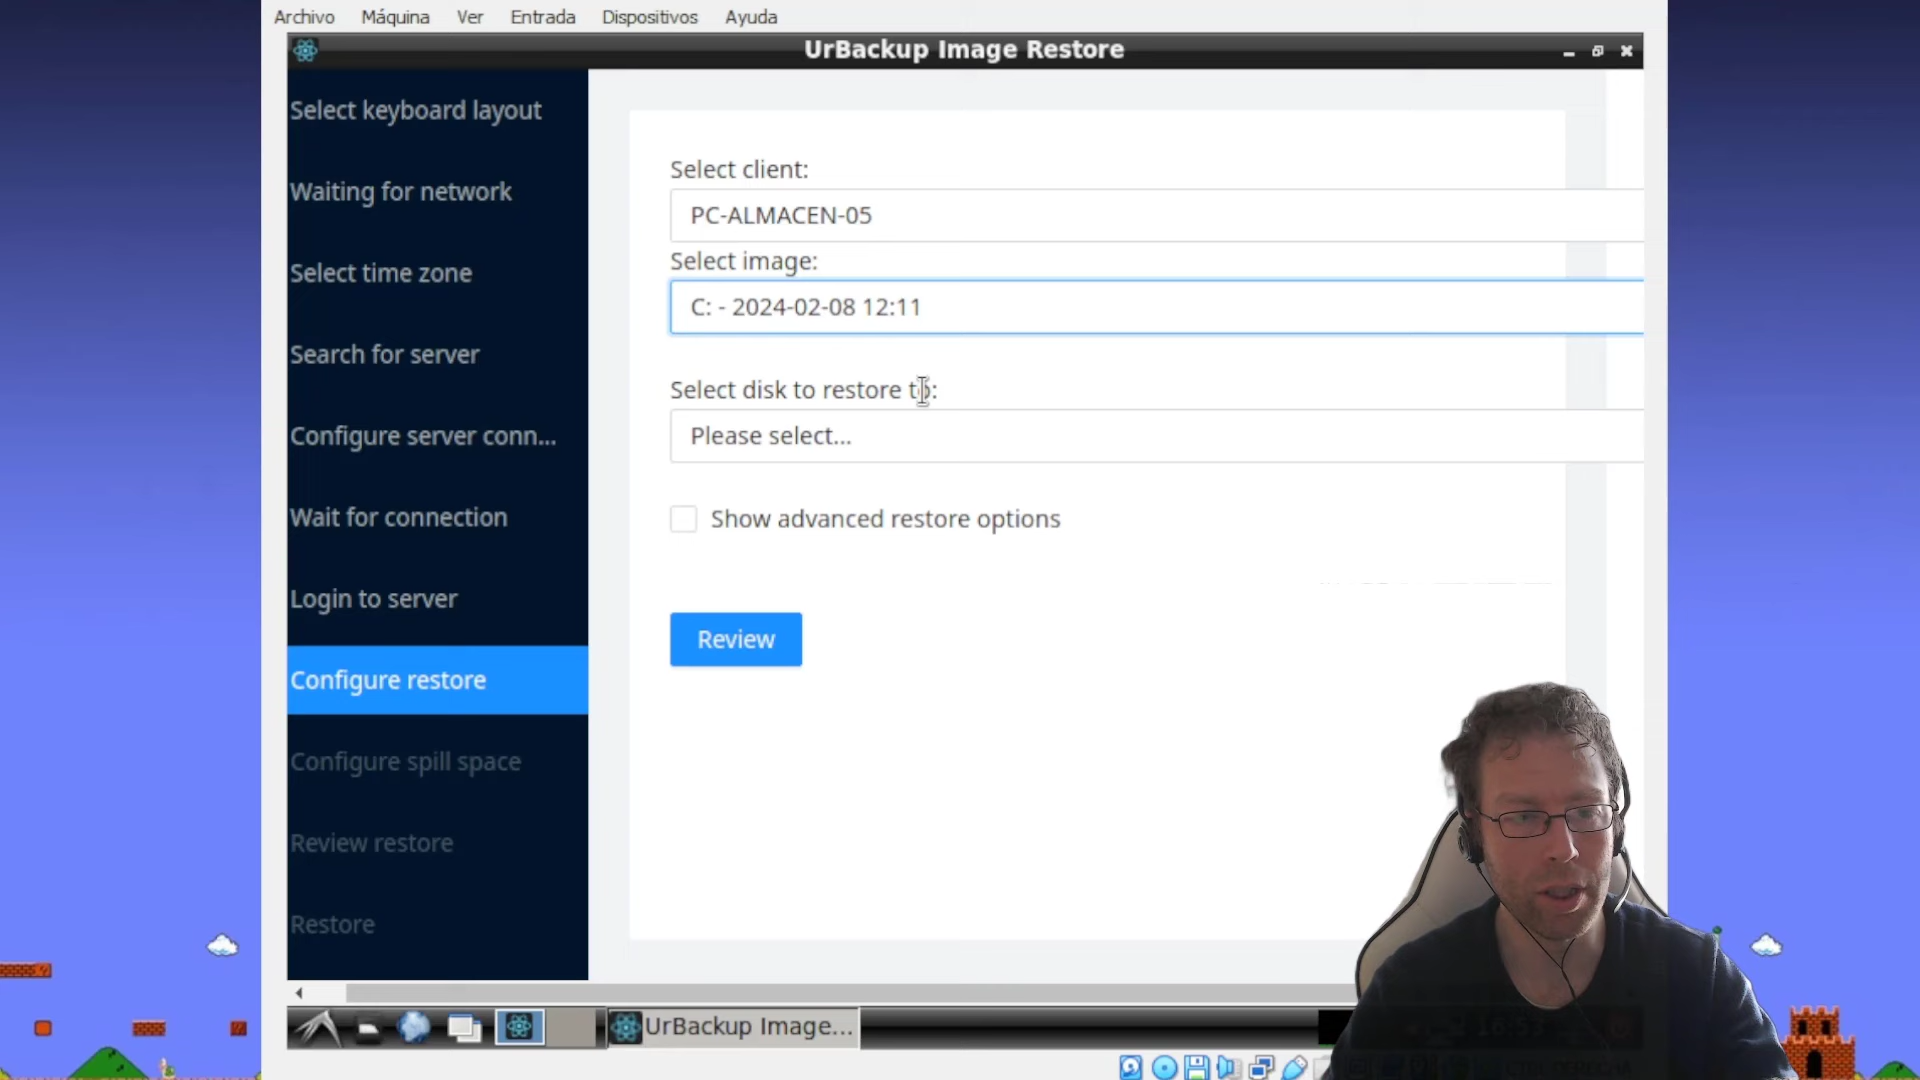 Archivo Máquina Ver Entrada Dispositivos Ayuda
UrBackup Image Restore
Select keyboard layout
Waiting for network
Select time zone
Search for server
Configure server conn...
Wait for connection
Login to server
Configure restore
Configure spill space
Review restore
Restore
Select client:
PC-ALMACEN-05
Select image:
C: - 2024-02-08 12:11
Select disk to restore to:
Please select...
Show advanced restore options
Review
UrBackup Image...